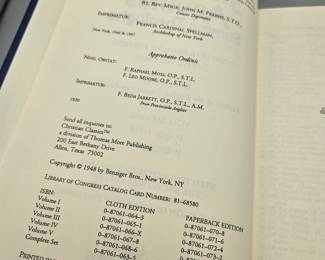 RT. REV. MSGR. JOHN M. FEARNS, S.T.D.,
Censor Deputatus
IMPRIMATUR:
FRANCIS CARDINAL SPELLMAN,
Archbishop of New York
New York, 1946 & 1947
Approbatio Ordinis
NIHIL OBSTAT:
F. RAPHAEL MOSS, O.P., S.T.L.
F. LEO MOORE, O.P., S.T.L.
IMPRIMATUR:
F. BEDA JARRETT, O.P., S.T.L., A.M.
Prior Provincialis Angliae
1920
Send all inquiries to:
Christian Classics™
a division of Thomas More Publishing
200 East Bethany Drive
Allen, Texas 75002
Copyright © 1948 by Benziger Bros., New York, NY
LIBRARY OF CONGRESS CATALOG CARD NUMBER: 81-68580
ISBN: CLOTH EDITION PAPERBACK EDITION
Volume I 0-87061-064-3 0-87061-070-8
Volume II 0-87061-065-1 0-87061-071-6
Volume III 0-87061-066-X 0-87061-072-4
Volume IV 0-87061-067-8 0-87061-073-2
Volume V 0-87061-068-6
Complete Set 0-87061-063-5
PRINTED IN